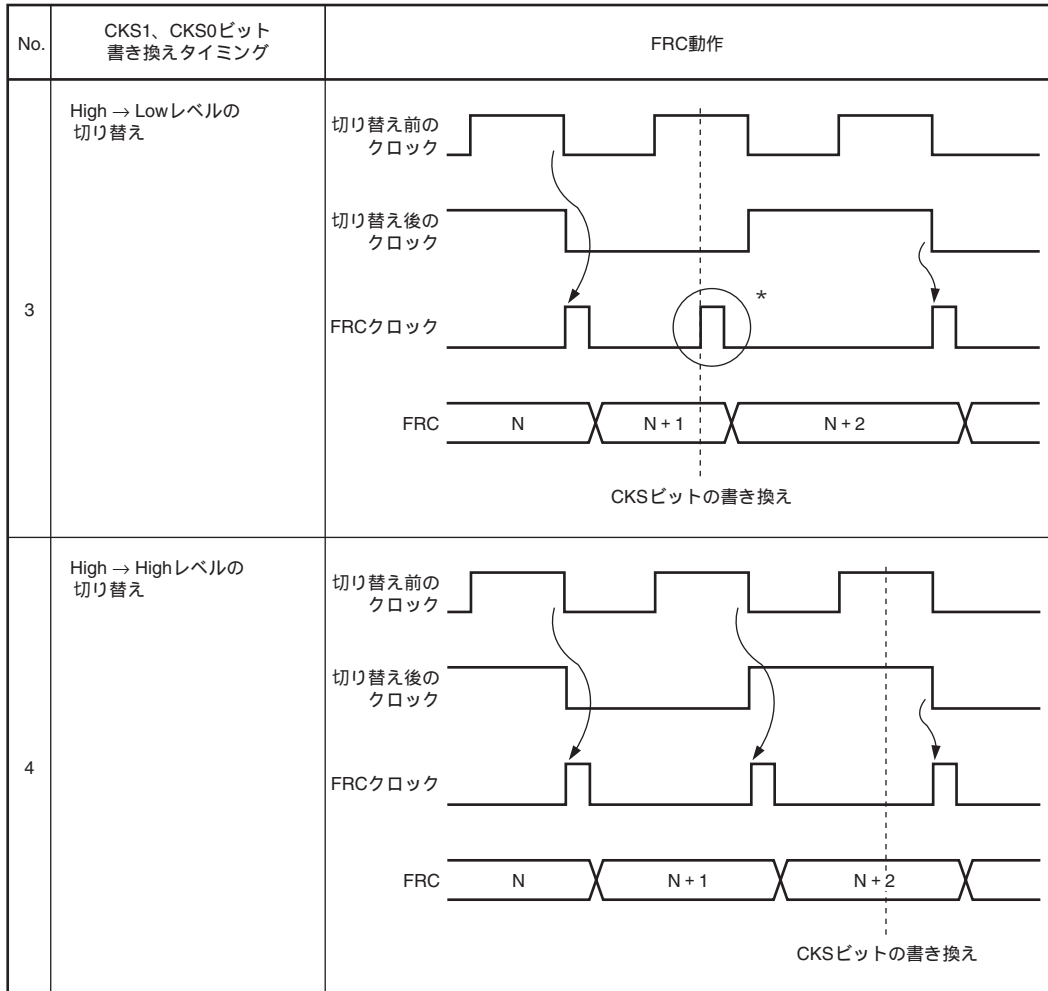 No.
CKS1、CKS0ビット
書き換えタイミング
FRC動作
3
High → Lowレベルの
切り替え
切り替え前の
クロック
切り替え後の
クロック
FRCクロック
*
FRC
N
N + 1
N + 2
CKSビットの書き換え
4
High → Highレベルの
切り替え
切り替え前の
クロック
切り替え後の
クロック
FRCクロック
FRC
N
N + 1
N + 2
CKSビットの書き換え